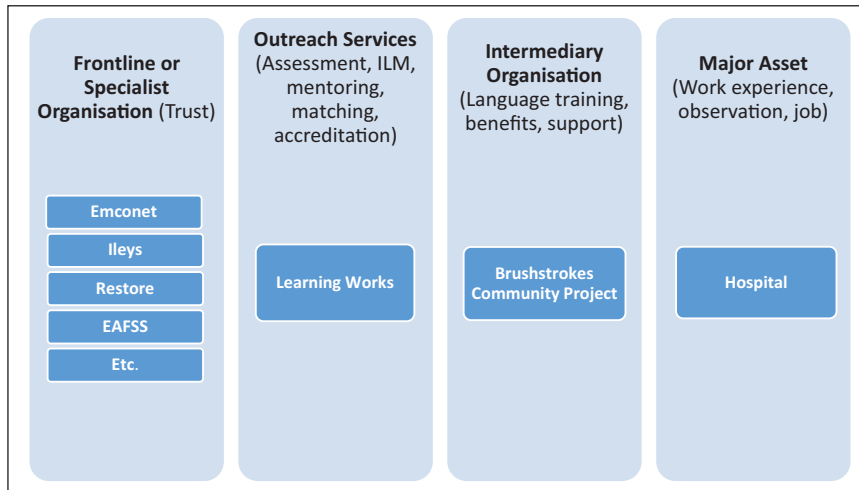 Frontline or
Specialist
Organisation (Trust)
Emconet
Ileys
Restore
EAFSS
Etc.
Outreach Services
(Assessment, ILM,
mentoring,
matching,
accreditation)
Learning Works
Intermediary
Organisation
(Language training,
benefits, support)
Brushstrokes
Community Project
Major Asset
(Work experience,
observation, job)
Hospital